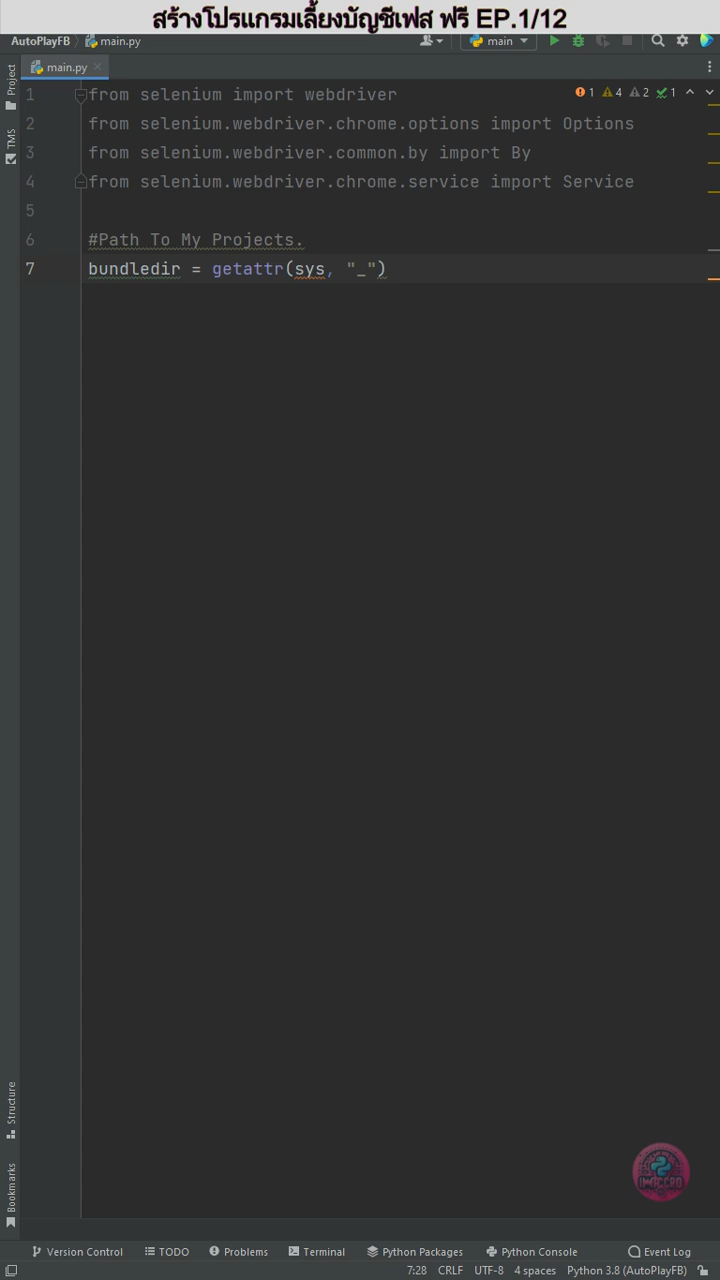 สร้างโปรแกรมเลี้ยงบัญชีเฟส ฟรี EP.1/12
AutoPlayFB
main.py
main
main.py
Project
TMS
1 4 2 1
1 from selenium import webdriver
2 from selenium.webdriver.chrome.options import Options
3 from selenium.webdriver.common.by import By
4 from selenium.webdriver.chrome.service import Service
5
6 #Path To My Projects.
7 bundledir = getattr(sys, "_")
Structure
Bookmarks
Version Control TODO Problems Terminal Python Packages Python Console Event Log
7:28 CRLF UTF-8 4 spaces Python 3.8 (AutoPlayFB)